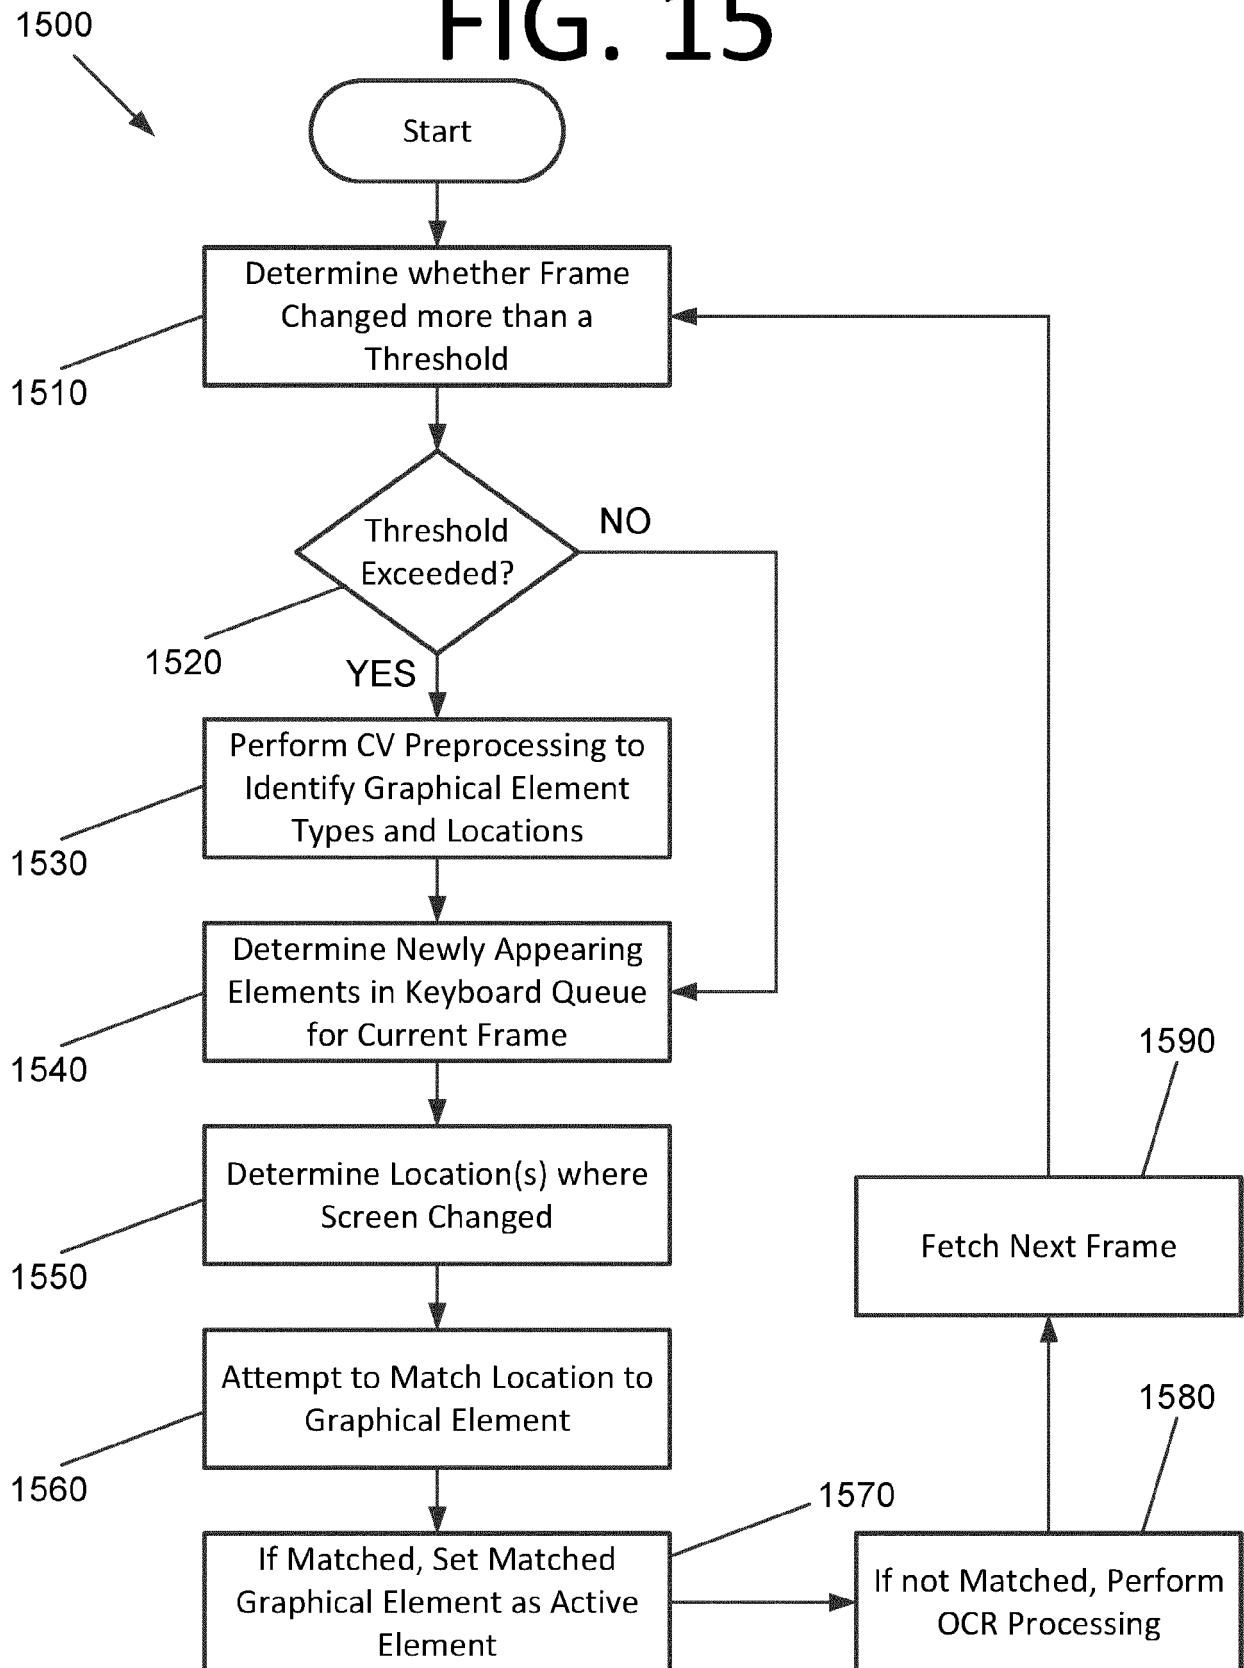 FIG. 15
1500
Start
Determine whether Frame
Changed more than a
Threshold
1510
Threshold
Exceeded?
NO
1520
YES
Perform CV Preprocessing to
Identify Graphical Element
Types and Locations
1530
Determine Newly Appearing
Elements in Keyboard Queue
for Current Frame
1540
Determine Location(s) where
Screen Changed
1550
Attempt to Match Location to
Graphical Element
1560
If Matched, Set Matched
Graphical Element as Active
Element
1570
If not Matched, Perform
OCR Processing
1580
Fetch Next Frame
1590